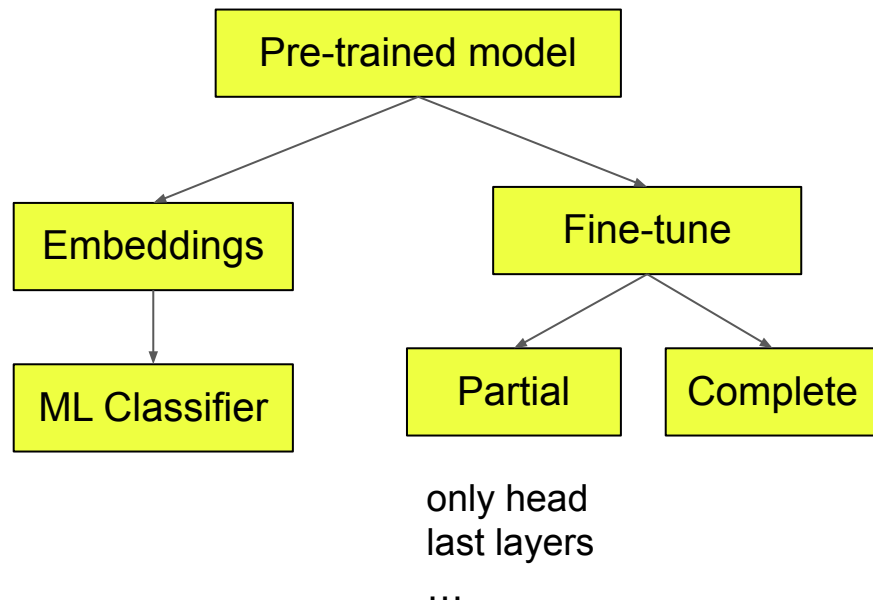 Pre-trained model
Embeddings
Fine-tune
ML Classifier
Partial
Complete
only head
last layers
...